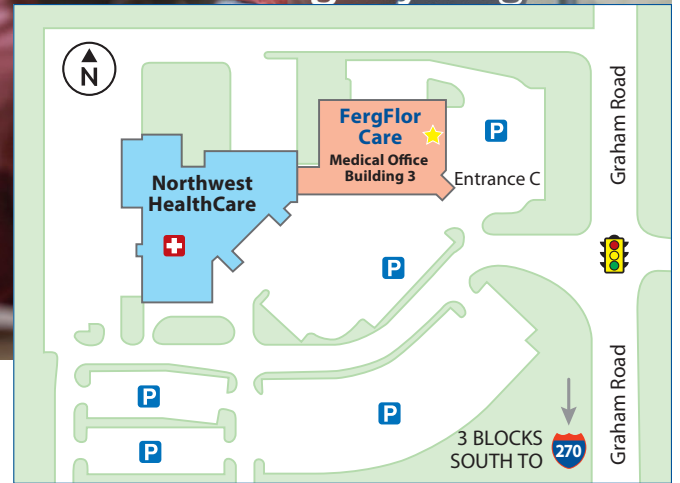 N
FergFlor
Care
Medical Office
Building 3
P
Entrance C
Graham Road
Northwest
HealthCare
P
P
P
P
Graham Road
3 BLOCKS
SOUTH TO
270